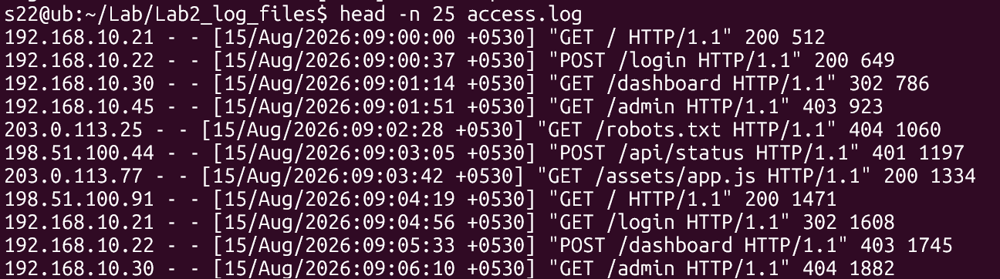 s22@ub:~/Lab/Lab2_log_files$ head -n 25 access.log
192.168.10.21 - - [15/Aug/2026:09:00:00 +0530] "GET / HTTP/1.1" 200 512
192.168.10.22 - - [15/Aug/2026:09:00:37 +0530] "POST /login HTTP/1.1" 200 649
192.168.10.30 - - [15/Aug/2026:09:01:14 +0530] "GET /dashboard HTTP/1.1" 302 786
192.168.10.45 - - [15/Aug/2026:09:01:51 +0530] "GET /admin HTTP/1.1" 403 923
203.0.113.25 - - [15/Aug/2026:09:02:28 +0530] "GET /robots.txt HTTP/1.1" 404 1060
198.51.100.44 - - [15/Aug/2026:09:03:05 +0530] "POST /api/status HTTP/1.1" 401 1197
203.0.113.77 - - [15/Aug/2026:09:03:42 +0530] "GET /assets/app.js HTTP/1.1" 200 1334
198.51.100.91 - - [15/Aug/2026:09:04:19 +0530] "GET / HTTP/1.1" 200 1471
192.168.10.21 - - [15/Aug/2026:09:04:56 +0530] "GET /login HTTP/1.1" 302 1608
192.168.10.22 - - [15/Aug/2026:09:05:33 +0530] "POST /dashboard HTTP/1.1" 403 1745
192.168.10.30 - - [15/Aug/2026:09:06:10 +0530] "GET /admin HTTP/1.1" 404 1882